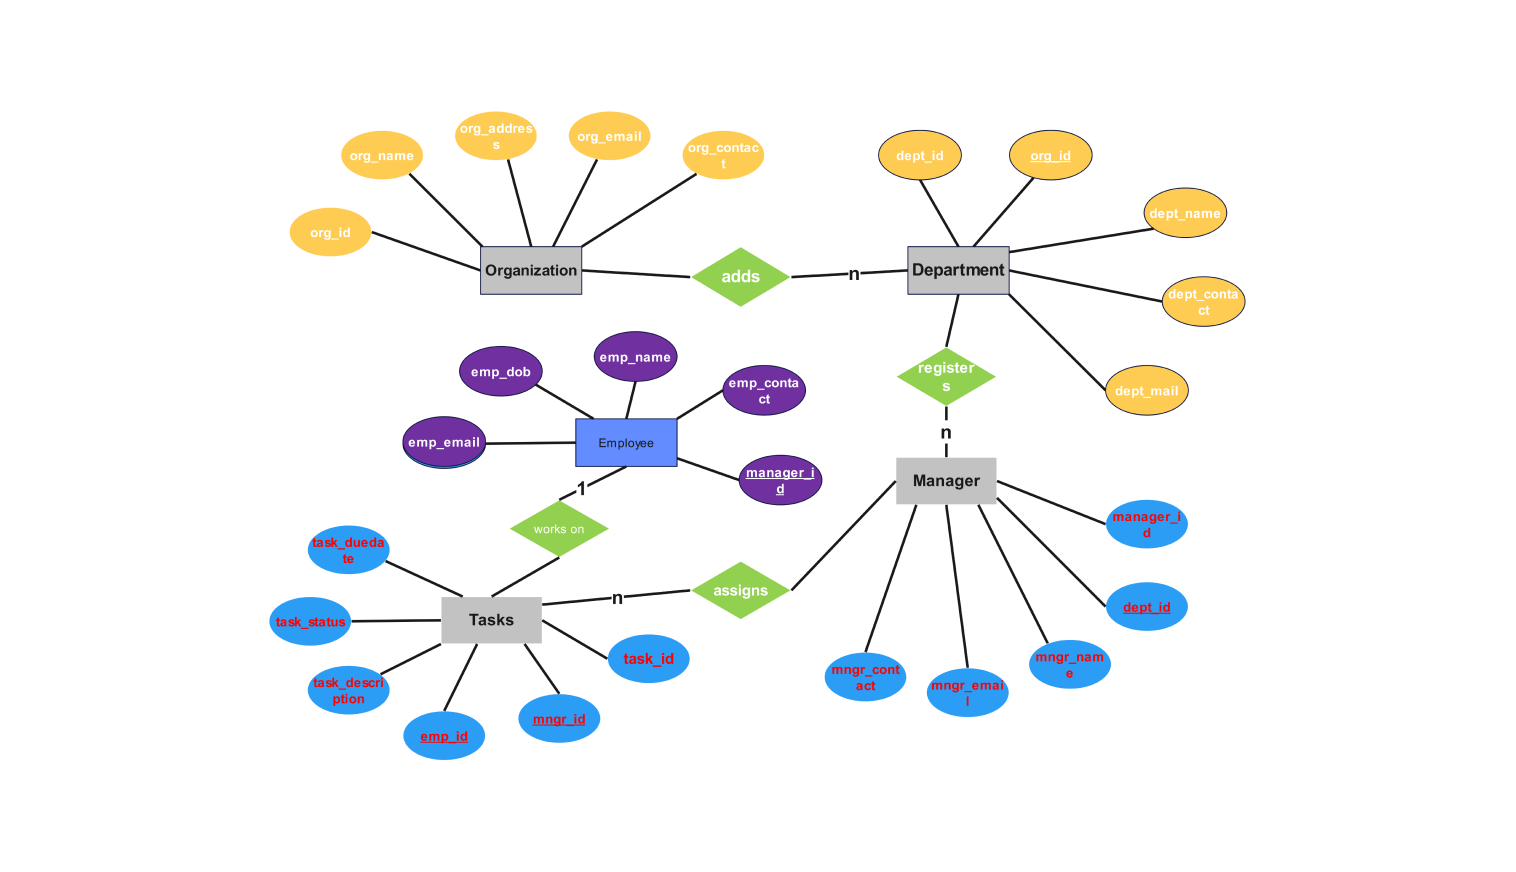 org_addres
s
org_email
org_name
org_contac
t
dept_id
org_id
org_id
dept_name
Organization
adds
n
Department
dept_conta
ct
emp_dob
emp_name
emp_conta
ct
register
s
dept_mail
n
emp_email
Employee
manager_i
d
1
Manager
works on
manager_i
d
task_dueda
te
n
assigns
dept_id
task_status
Tasks
task_id
mngr_nam
e
task_descri
ption
mngr_cont
act
mngr_emai
l
emp_id
mngr_id